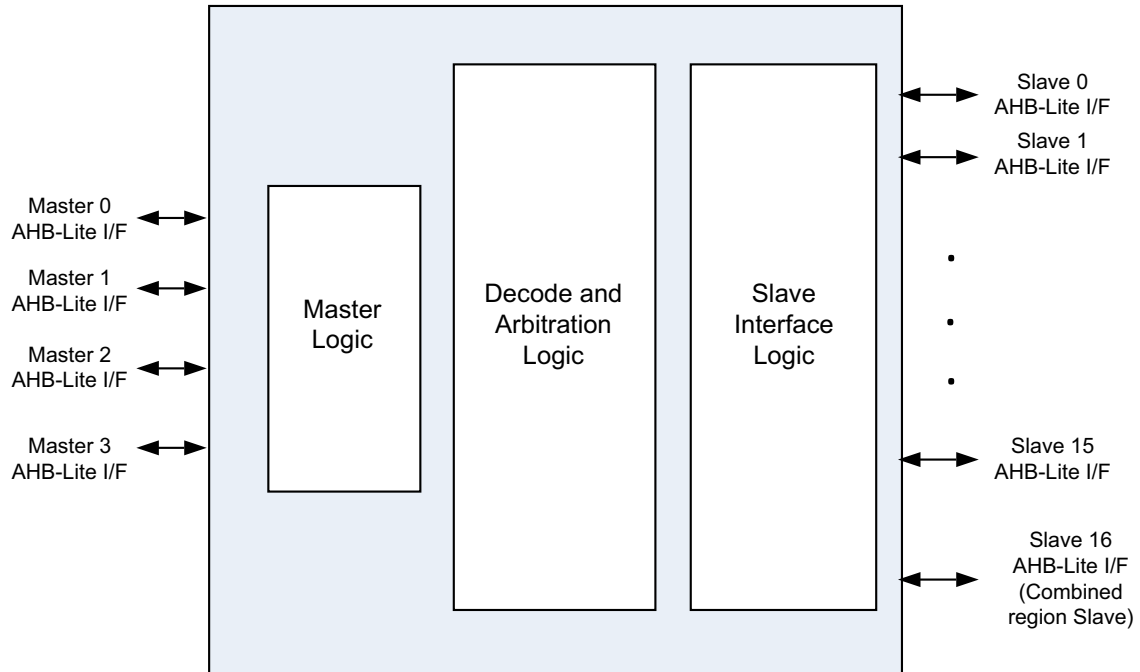 Master 0
AHB-Lite I/F
Master 1
AHB-Lite I/F
Master 2
AHB-Lite I/F
Master 3
AHB-Lite I/F
Master
Logic
Decode and
Arbitration
Logic
Slave
Interface
Logic
Slave 0
AHB-Lite I/F
Slave 1
AHB-Lite I/F
Slave 15
AHB-Lite I/F
Slave 16
AHB-Lite I/F
(Combined
region Slave)